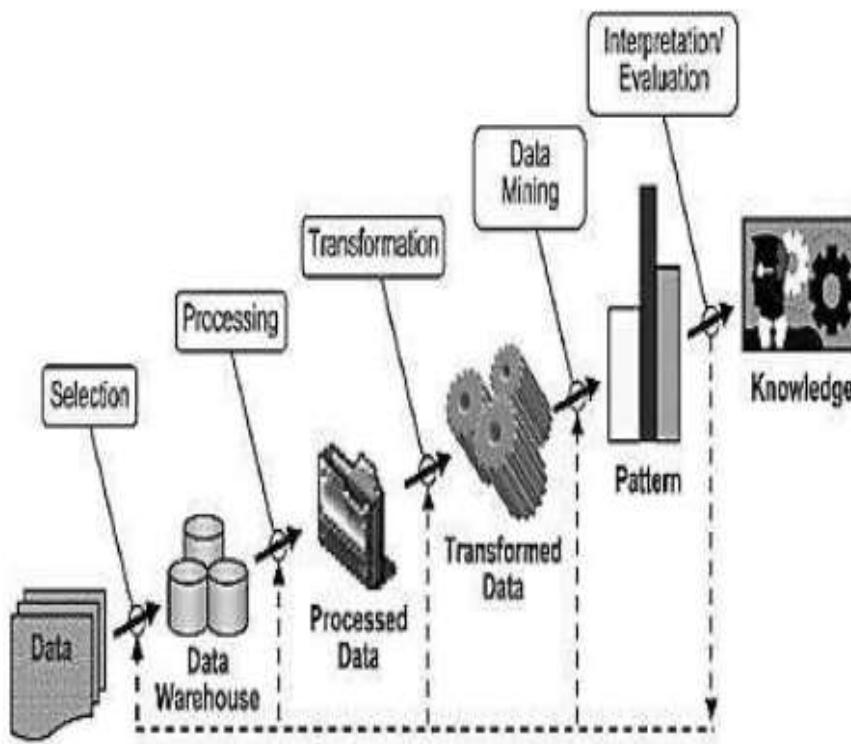 Interpretation/
Evaluation
Data
Mining
Transformation
Processing
Selection
Knowledge
Pattern
Transformed
Data
Processed
Data
Data
Warehouse
Data